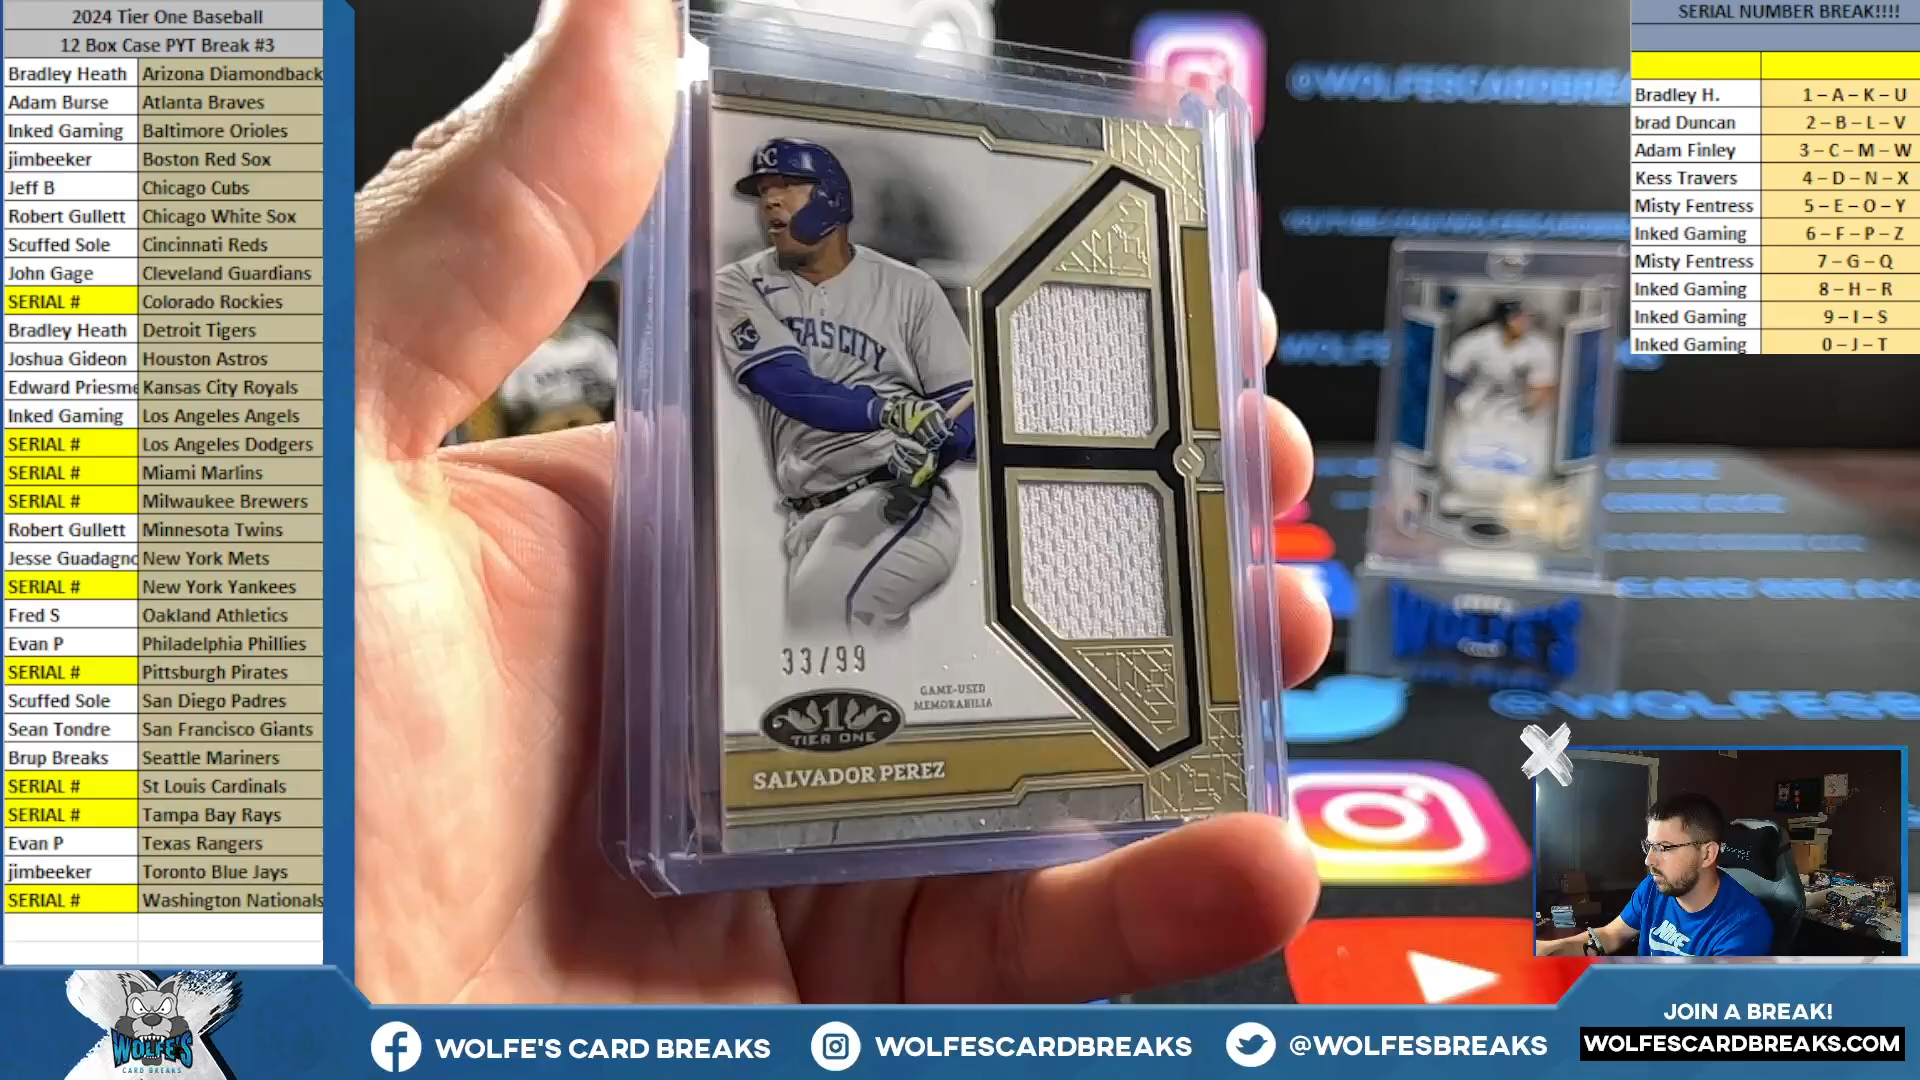 2024 Tier One Baseball
12 Box Case PYT Break #3
Bradley Heath Arizona Diamondback
Adam Burse Atlanta Braves
Inked Gaming Baltimore Orioles
jimbeeker Boston Red Sox
Jeff B Chicago Cubs
Robert Gullett Chicago White Sox
Scuffed Sole Cincinnati Reds
John Gage Cleveland Guardians
SERIAL # Colorado Rockies
Bradley Heath Detroit Tigers
Joshua Gideon Houston Astros
Edward Priesme Kansas City Royals
Inked Gaming Los Angeles Angels
SERIAL # Los Angeles Dodgers
SERIAL # Miami Marlins
SERIAL # Milwaukee Brewers
Robert Gullett Minnesota Twins
Jesse Guadagno New York Mets
SERIAL # New York Yankees
Fred S Oakland Athletics
Evan P Philadelphia Phillies
SERIAL # Pittsburgh Pirates
Scuffed Sole San Diego Padres
Sean Tondre San Francisco Giants
Brup Breaks Seattle Mariners
SERIAL # St Louis Cardinals
SERIAL # Tampa Bay Rays
Evan P Texas Rangers
jimbeeker Toronto Blue Jays
SERIAL # Washington Nationals
KC
KC
SAS CITY
33/99
GAME-USED
MEMORABILIA
1
TIER ONE
SALVADOR PEREZ
@WOLFESCARDBREA
WOLFE'S
@WOLFESB
SERIAL NUMBER BREAK!!!!
Bradley H. 1 – A – K – U
brad Duncan 2 – B – L – V
Adam Finley 3 – C – M – W
Kess Travers 4 – D – N – X
Misty Fentress 5 – E – O – Y
Inked Gaming 6 – F – P – Z
Misty Fentress 7 – G – Q
Inked Gaming 8 – H – R
Inked Gaming 9 – I – S
Inked Gaming 0 – J – T
NIKE
WOLFE'S
CARD BREAKS
WOLFE'S CARD BREAKS
WOLFESCARDBREAKS
@WOLFESBREAKS
JOIN A BREAK!
WOLFESCARDBREAKS.COM